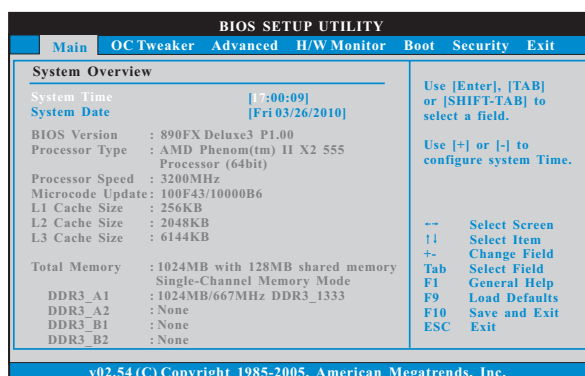 BIOS SETUP UTILITY
Main OC Tweaker Advanced H/W Monitor Boot Security Exit
System Overview
System Time [17:00:09]
System Date [Fri 03/26/2010]
BIOS Version : 890FX Deluxe3 P1.00
Processor Type : AMD Phenom(tm) II X2 555
Processor (64bit)
Processor Speed : 3200MHz
Microcode Update : 100F43/10000B6
L1 Cache Size : 256KB
L2 Cache Size : 2048KB
L3 Cache Size : 6144KB
Total Memory : 1024MB with 128MB shared memory
Single-Channel Memory Mode
DDR3_A1 : 1024MB/667MHz DDR3_1333
DDR3_A2 : None
DDR3_B1 : None
DDR3_B2 : None
Use [Enter], [TAB]
or [SHIFT-TAB] to
select a field.
Use [+] or [-] to
configure system Time.
←→ Select Screen
↑↓ Select Item
+- Change Field
Tab Select Field
F1 General Help
F9 Load Defaults
F10 Save and Exit
ESC Exit
v02.54 (C) Copyright 1985-2005, American Megatrends, Inc.